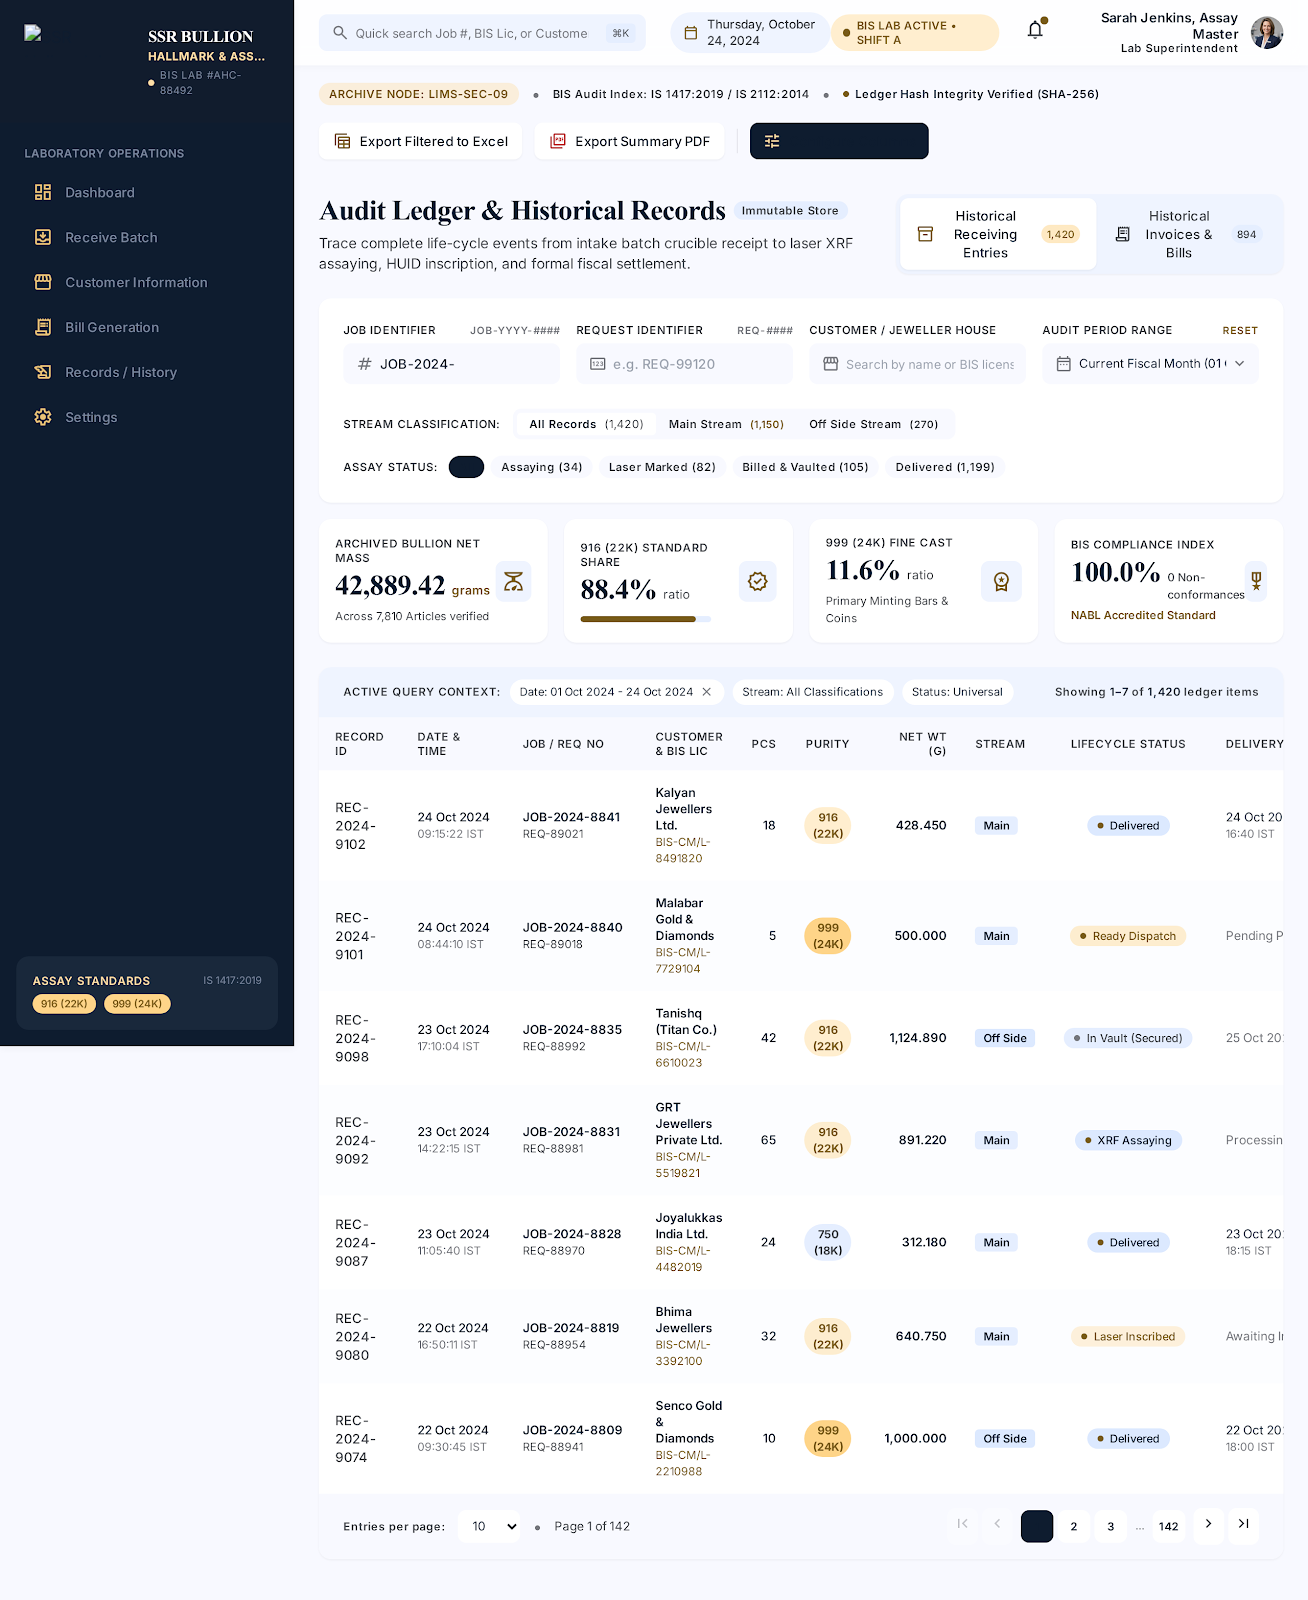 SSR BULLION
HALLMARK & ASS...
BIS LAB #AHC-
88492
LABORATORY OPERATIONS
Dashboard
Receive Batch
Customer Information
Bill Generation
Records / History
Settings
ASSAY STANDARDS IS 1417:2019
916 (22K) 999 (24K)
Quick search Job #, BIS Lic, or Custome ⌘K
Thursday, October
24, 2024
BIS LAB ACTIVE •
SHIFT A
Sarah Jenkins, Assay
Master
Lab Superintendent
ARCHIVE NODE: LIMS-SEC-09 • BIS Audit Index: IS 1417:2019 / IS 2112:2014 • Ledger Hash Integrity Verified (SHA-256)
Export Filtered to Excel Export Summary PDF
Audit Ledger & Historical Records Immutable Store
Trace complete life-cycle events from intake batch crucible receipt to laser XRF
assaying, HUID inscription, and formal fiscal settlement.
Historical
Receiving
Entries
1,420
Historical
Invoices &
Bills
894
JOB IDENTIFIER JOB-YYYY-####
# JOB-2024-
REQUEST IDENTIFIER REQ-####
e.g. REQ-99120
CUSTOMER / JEWELLER HOUSE
Search by name or BIS licens
AUDIT PERIOD RANGE RESET
Current Fiscal Month (01
STREAM CLASSIFICATION: All Records (1,420) Main Stream (1,150) Off Side Stream (270)
ASSAY STATUS: Assaying (34) Laser Marked (82) Billed & Vaulted (105) Delivered (1,199)
ARCHIVED BULLION NET
MASS
42,889.42 grams
Across 7,810 Articles verified
916 (22K) STANDARD
SHARE
88.4% ratio
999 (24K) FINE CAST
11.6% ratio
Primary Minting Bars &
Coins
BIS COMPLIANCE INDEX
100.0% 0 Non-
conformances
NABL Accredited Standard
ACTIVE QUERY CONTEXT: Date: 01 Oct 2024 - 24 Oct 2024 ✕ Stream: All Classifications Status: Universal Showing 1–7 of 1,420 ledger items
RECORD
ID
DATE &
TIME
JOB / REQ NO
CUSTOMER
& BIS LIC
PCS
PURITY
NET WT
(G)
STREAM
LIFECYCLE STATUS
DELIVERY
REC-
2024-
9102
24 Oct 2024
09:15:22 IST
JOB-2024-8841
REQ-89021
Kalyan
Jewellers
Ltd.
BIS-CM/L-
8491820
18
916
(22K)
428.450
Main
Delivered
24 Oct 20
16:40 IST
REC-
2024-
9101
24 Oct 2024
08:44:10 IST
JOB-2024-8840
REQ-89018
Malabar
Gold &
Diamonds
BIS-CM/L-
7729104
5
999
(24K)
500.000
Main
Ready Dispatch
Pending P
REC-
2024-
9098
23 Oct 2024
17:10:04 IST
JOB-2024-8835
REQ-88992
Tanishq
(Titan Co.)
BIS-CM/L-
6610023
42
916
(22K)
1,124.890
Off Side
In Vault (Secured)
25 Oct 20
REC-
2024-
9092
23 Oct 2024
14:22:15 IST
JOB-2024-8831
REQ-88981
GRT
Jewellers
Private Ltd.
BIS-CM/L-
5519821
65
916
(22K)
891.220
Main
XRF Assaying
Processin
REC-
2024-
9087
23 Oct 2024
11:05:40 IST
JOB-2024-8828
REQ-88970
Joyalukkas
India Ltd.
BIS-CM/L-
4482019
24
750
(18K)
312.180
Main
Delivered
23 Oct 20
18:15 IST
REC-
2024-
9080
22 Oct 2024
16:50:11 IST
JOB-2024-8819
REQ-88954
Bhima
Jewellers
BIS-CM/L-
3392100
32
916
(22K)
640.750
Main
Laser Inscribed
Awaiting I
REC-
2024-
9074
22 Oct 2024
09:30:45 IST
JOB-2024-8809
REQ-88941
Senco Gold
&
Diamonds
BIS-CM/L-
2210988
10
999
(24K)
1,000.000
Off Side
Delivered
22 Oct 20
18:00 IST
Entries per page: 10 • Page 1 of 142 2 3 ... 142